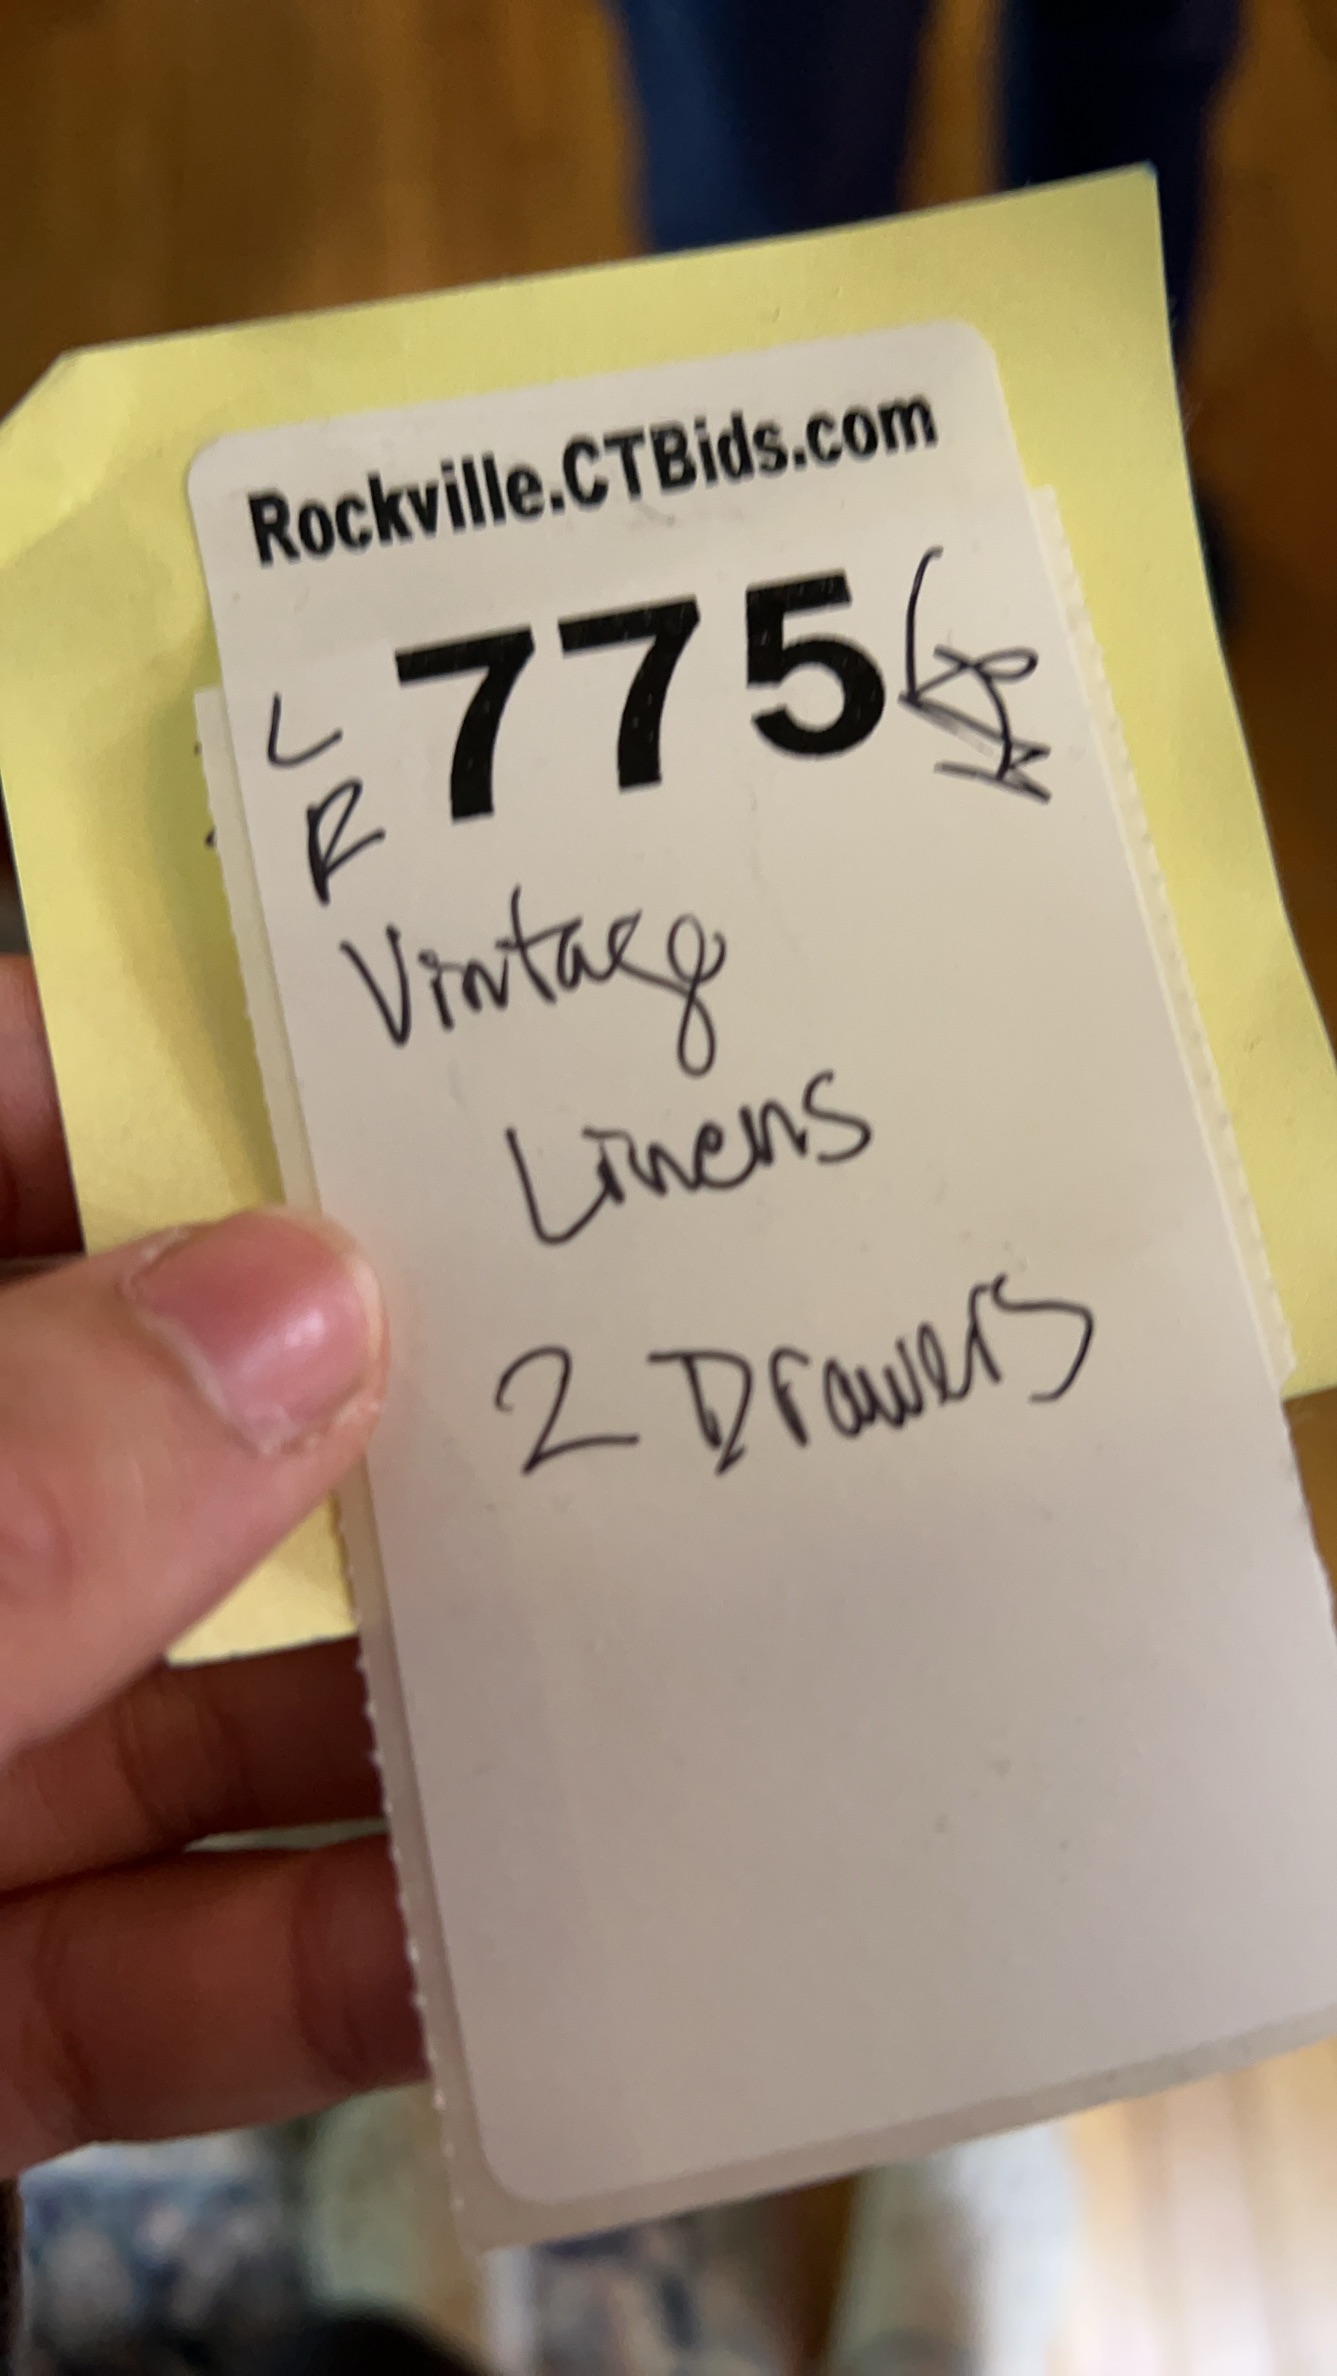 Rockville.CTBids.com
775
L
R
Vintage
Linens
2 Drawers